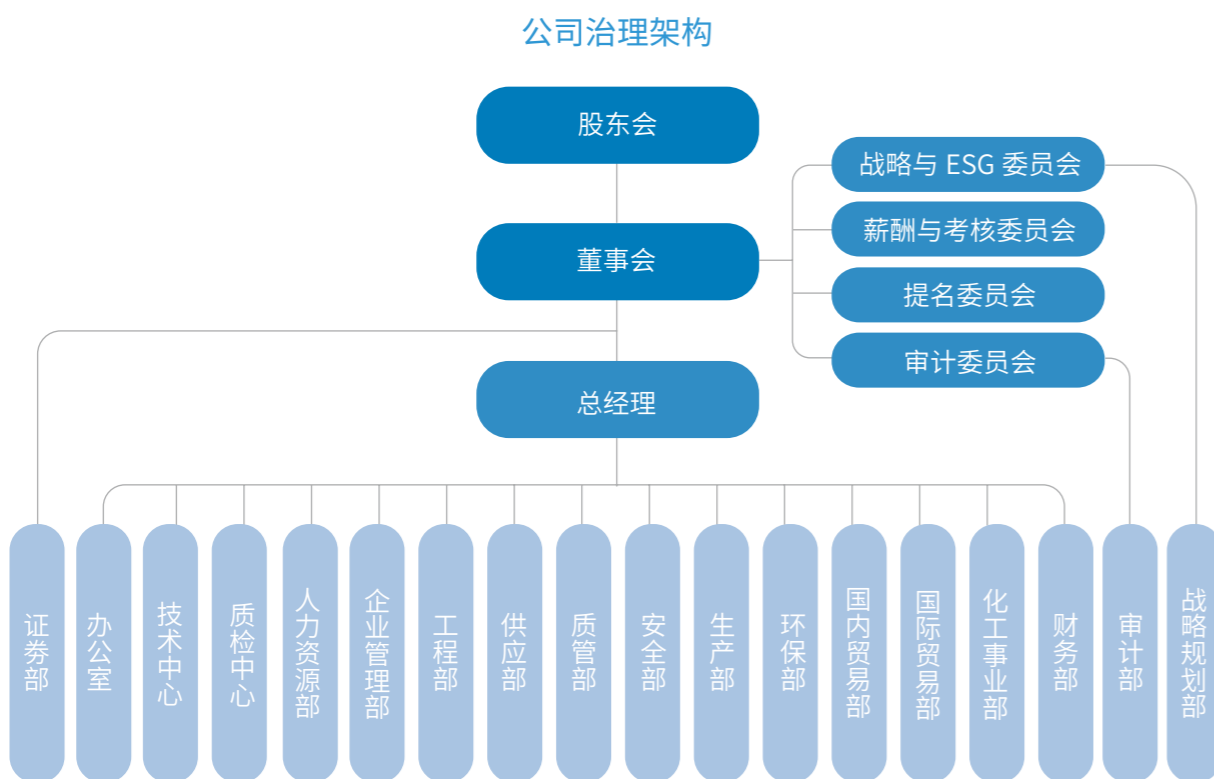 公司治理架构
股东会
战略与 ESG 委员会
薪酬与考核委员会
董事会
提名委员会
审计委员会
总经理
证券部
办公室
技术中心
质检中心
人力资源部
企业管理部
工程部
供应部
质管部
安全部
生产部
环保部
国内贸易部
国际贸易部
化工事业部
财务部
审计部
战略规划部